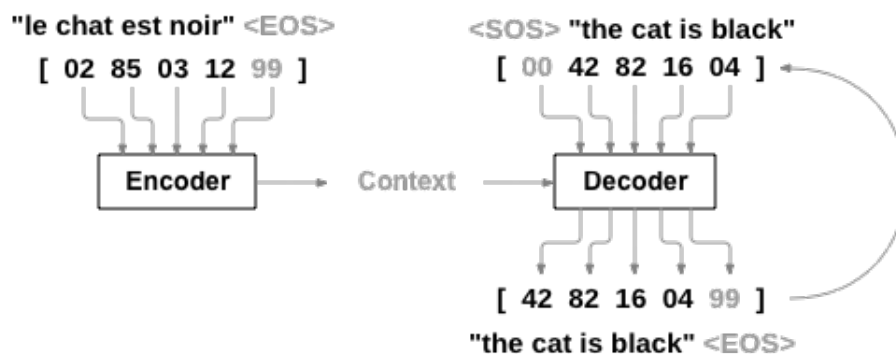 "le chat est noir" <EOS>
[ 02 85 03 12 99 ]
Encoder
Context
<SOS> "the cat is black"
[ 00 42 82 16 04 ]
Decoder
[ 42 82 16 04 99 ]
"the cat is black" <EOS>